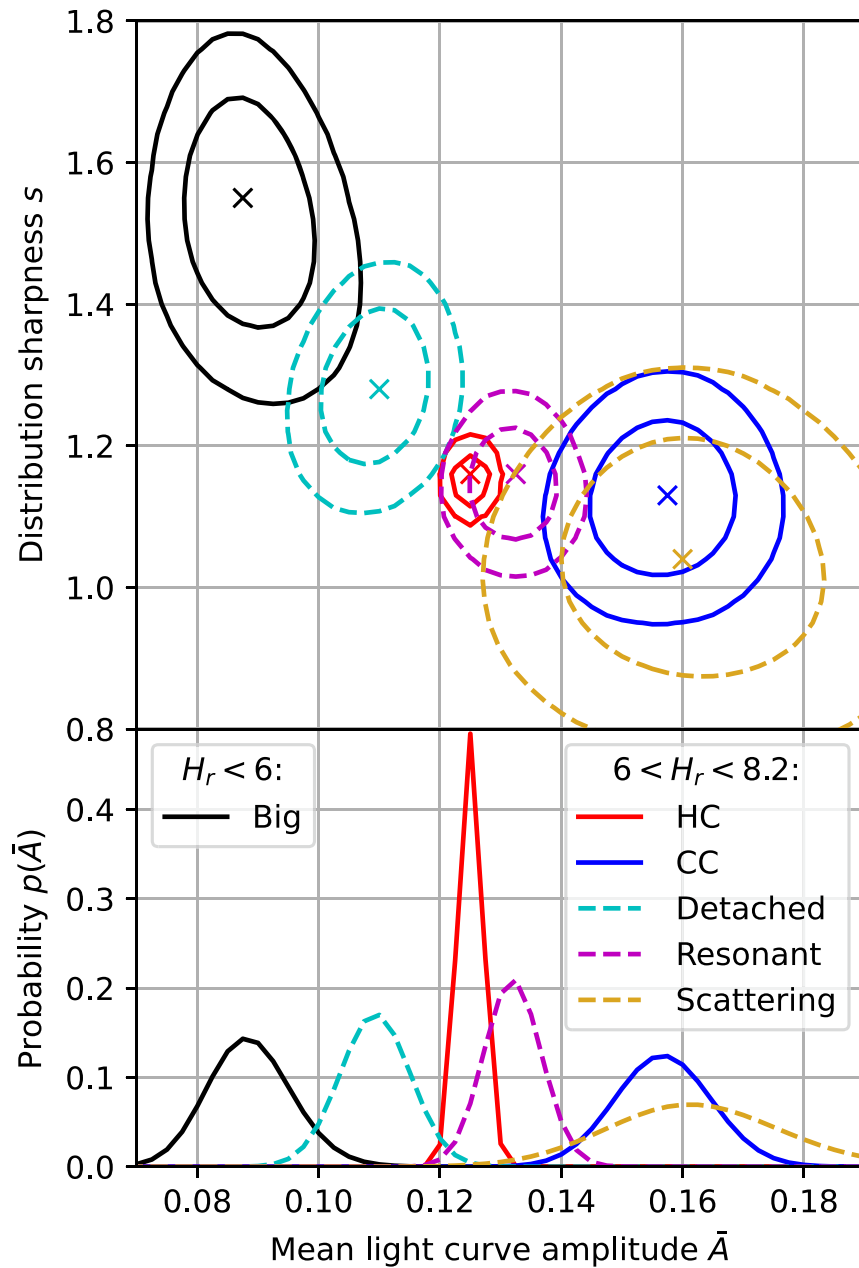 1.8
1.6
1.4
1.2
1.0
0.8
Distribution sharpness s
H_r < 6:
Big
6 < H_r < 8.2:
HC
CC
Detached
Resonant
Scattering
0.4
0.3
0.2
0.1
0.0
Probability p(Ā)
0.08 0.10 0.12 0.14 0.16 0.18
Mean light curve amplitude Ā